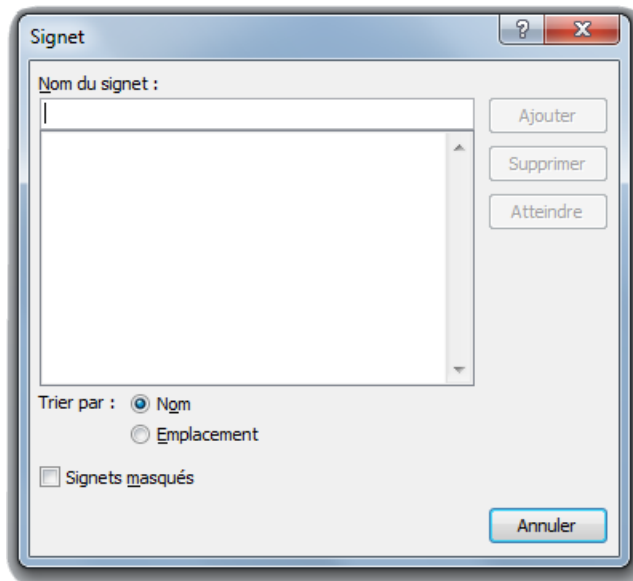 Signet
Nom du signet :
Ajouter
Supprimer
Atteindre
Trier par : Nom
Emplacement
Signets masqués
Annuler